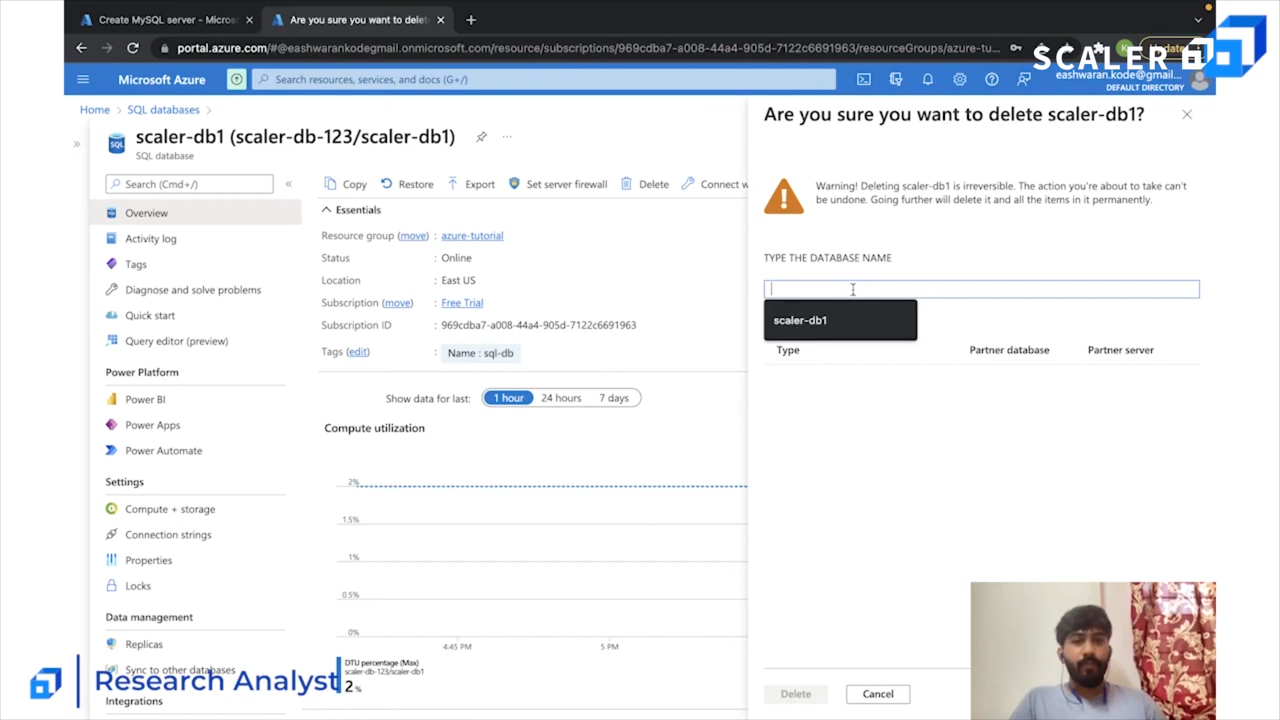 Create MySQL server - Micros
Are you sure you want to delet
portal.azure.com/#@eashwarankodegmail.onmicrosoft.com/resource/subscriptions/969cdba7-a008-44a4-905d-7122c6691963/resourceGroups/azure-tu...
K
Update
SCALER
Microsoft Azure
Search resources, services, and docs (G+/)
eashwaran.kode@gmail...
DEFAULT DIRECTORY
Home > SQL databases >
scaler-db1 (scaler-db-123/scaler-db1)
SQL database
Search (Cmd+/)
Overview
Activity log
Tags
Diagnose and solve problems
Quick start
Query editor (preview)
Power Platform
Power BI
Power Apps
Power Automate
Settings
Compute + storage
Connection strings
Properties
Locks
Data management
Replicas
Sync to other databases
Integrations
Copy Restore Export Set server firewall Delete Connect w
Essentials
Resource group (move) : azure-tutorial
Status : Online
Location : East US
Subscription (move) : Free Trial
Subscription ID : 969cdba7-a008-44a4-905d-7122c6691963
Tags (edit) : Name : sql-db
Show data for last: 1 hour 24 hours 7 days
Compute utilization
2%
1.5%
1%
0.5%
0%
4:45 PM 5 PM
DTU percentage (Max)
scaler-db-123/scaler-db1
2 %
Are you sure you want to delete scaler-db1?
Warning! Deleting scaler-db1 is irreversible. The action you're about to take can't
be undone. Going further will delete it and all the items in it permanently.
TYPE THE DATABASE NAME
scaler-db1
Type Partner database Partner server
Delete Cancel
Research Analyst